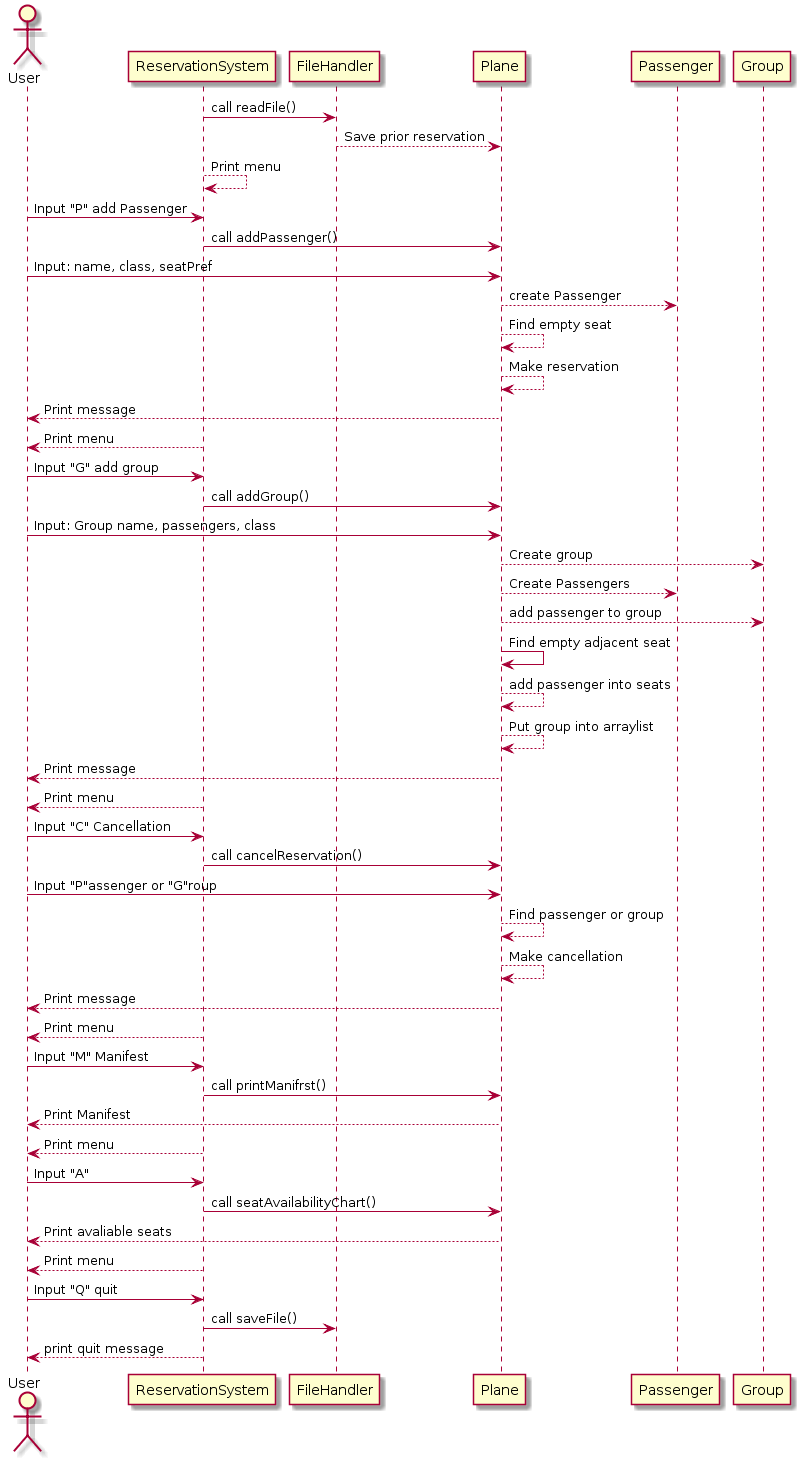 User
ReservationSystem
FileHandler
Plane
Passenger
Group
call readFile()
Save prior reservation
Print menu
Input "P" add Passenger
call addPassenger()
Input: name, class, seatPref
create Passenger
Find empty seat
Make reservation
Print message
Print menu
Input "G" add group
call addGroup()
Input: Group name, passengers, class
Create group
Create Passengers
add passenger to group
Find empty adjacent seat
add passenger into seats
Put group into arraylist
Print message
Print menu
Input "C" Cancellation
call cancelReservation()
Input "P"assenger or "G"roup
Find passenger or group
Make cancellation
Print message
Print menu
Input "M" Manifest
call printManifrst()
Print Manifest
Print menu
Input "A"
call seatAvailabilityChart()
Print avaliable seats
Print menu
Input "Q" quit
call saveFile()
print quit message
User
ReservationSystem
FileHandler
Plane
Passenger
Group